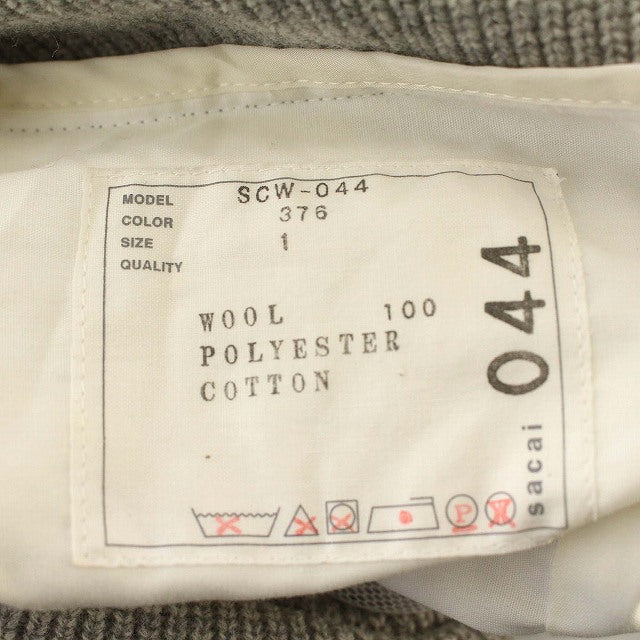 MODEL SCW-044
COLOR 376
SIZE 1
QUALITY
WOOL 100
POLYESTER
COTTON
P
044
sacai